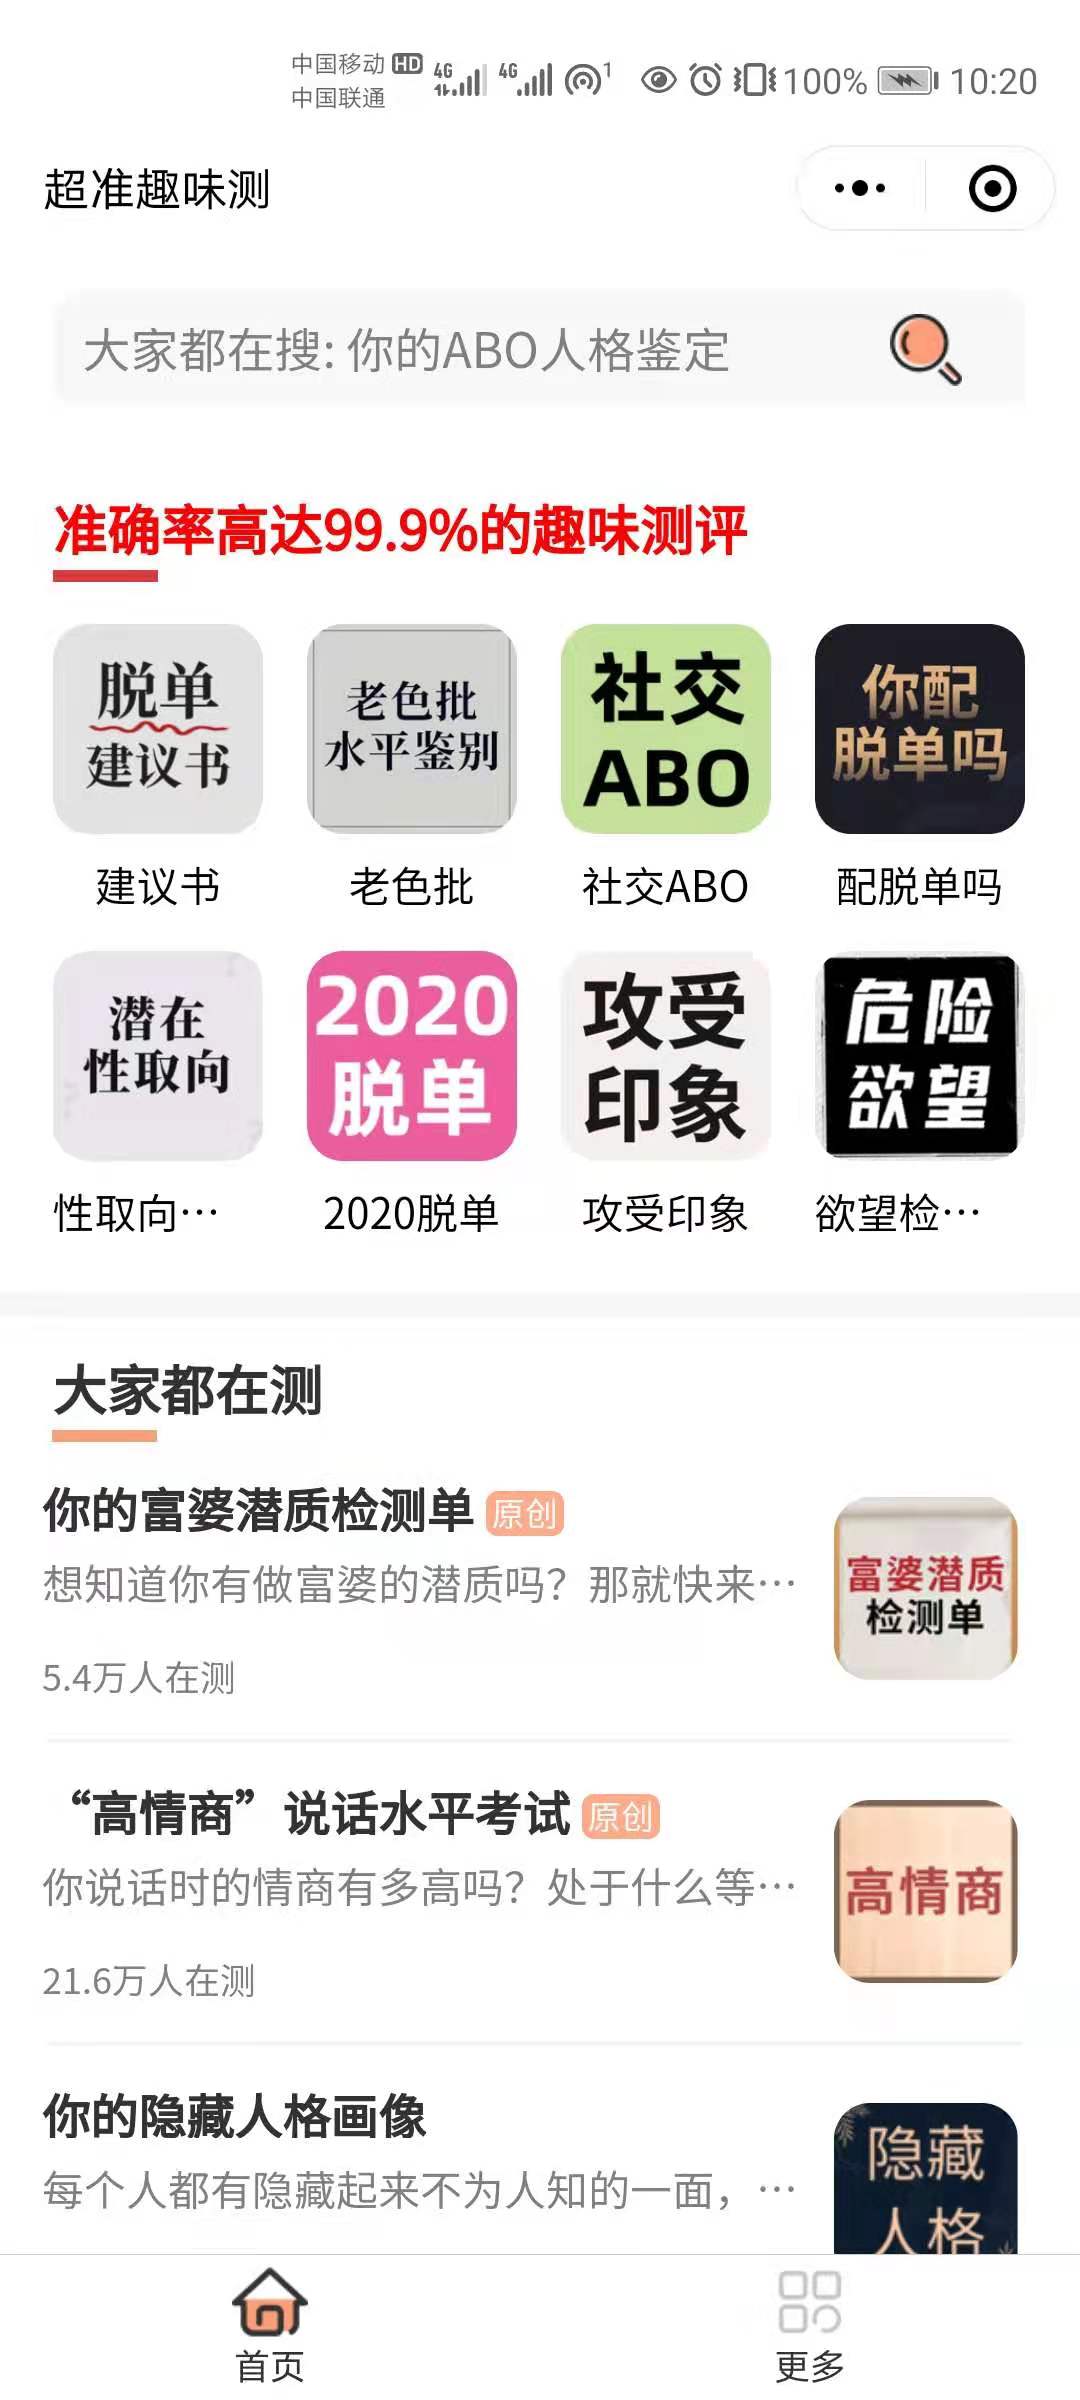 中国移动 HD 4G 4G 1 100% 10:20
中国联通
超准趣味测
大家都在搜: 你的ABO人格鉴定
准确率高达99.9%的趣味测评
脱单
建议书
老色批
水平鉴别
社交
ABO
你配
脱单吗
建议书
老色批
社交ABO
配脱单吗
潜在
性取向
2020
脱单
攻受
印象
危险
欲望
性取向…
2020脱单
攻受印象
欲望检…
大家都在测
你的富婆潜质检测单 原创
想知道你有做富婆的潜质吗？那就快来…
5.4万人在测
富婆潜质
检测单
“高情商”说话水平考试 原创
你说话时的情商有多高吗？处于什么等…
21.6万人在测
高情商
你的隐藏人格画像
每个人都有隐藏起来不为人知的一面，…
隐藏
人格
首页
更多